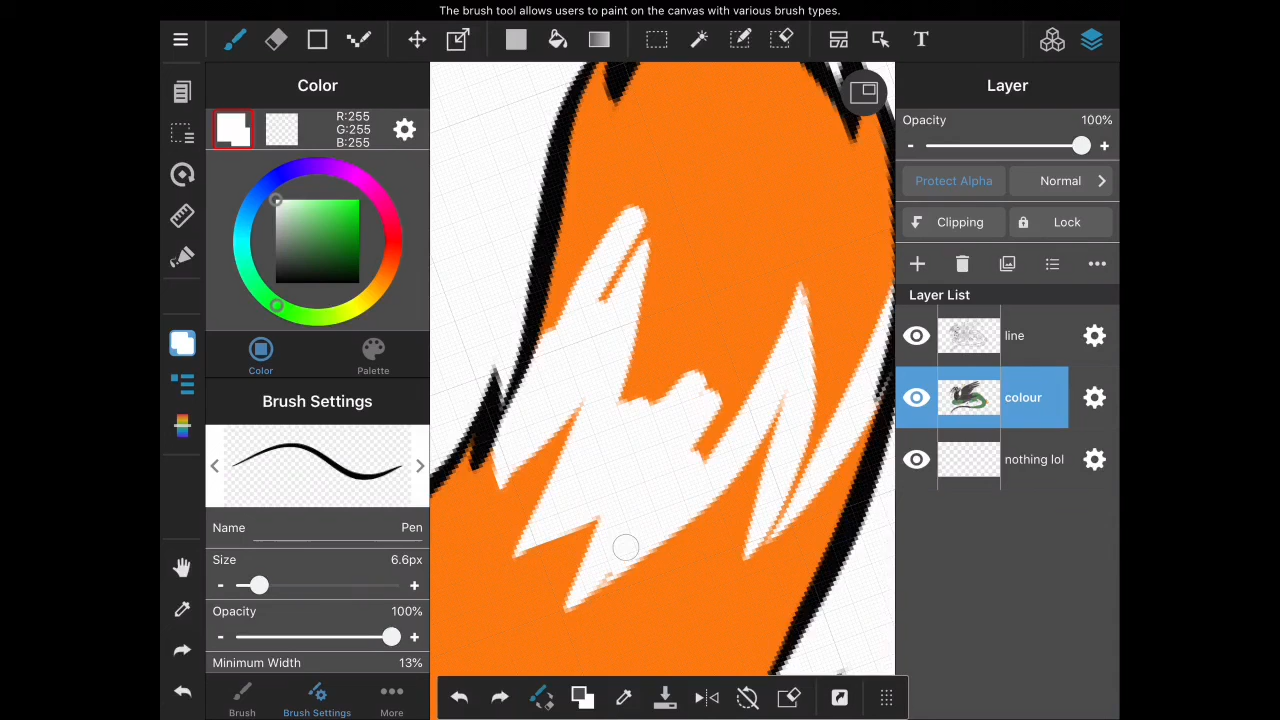 The brush tool allows users to paint on the canvas with various brush types.
T
Color
R:255
G:255
B:255
Color
Palette
Brush Settings
Name Pen
Size 6.6px
- +
Opacity 100%
- +
Minimum Width 13%
Brush
Brush Settings
More
Layer
Opacity 100%
- +
Protect Alpha
Normal
Clipping
Lock
Layer List
line
colour
nothing lol